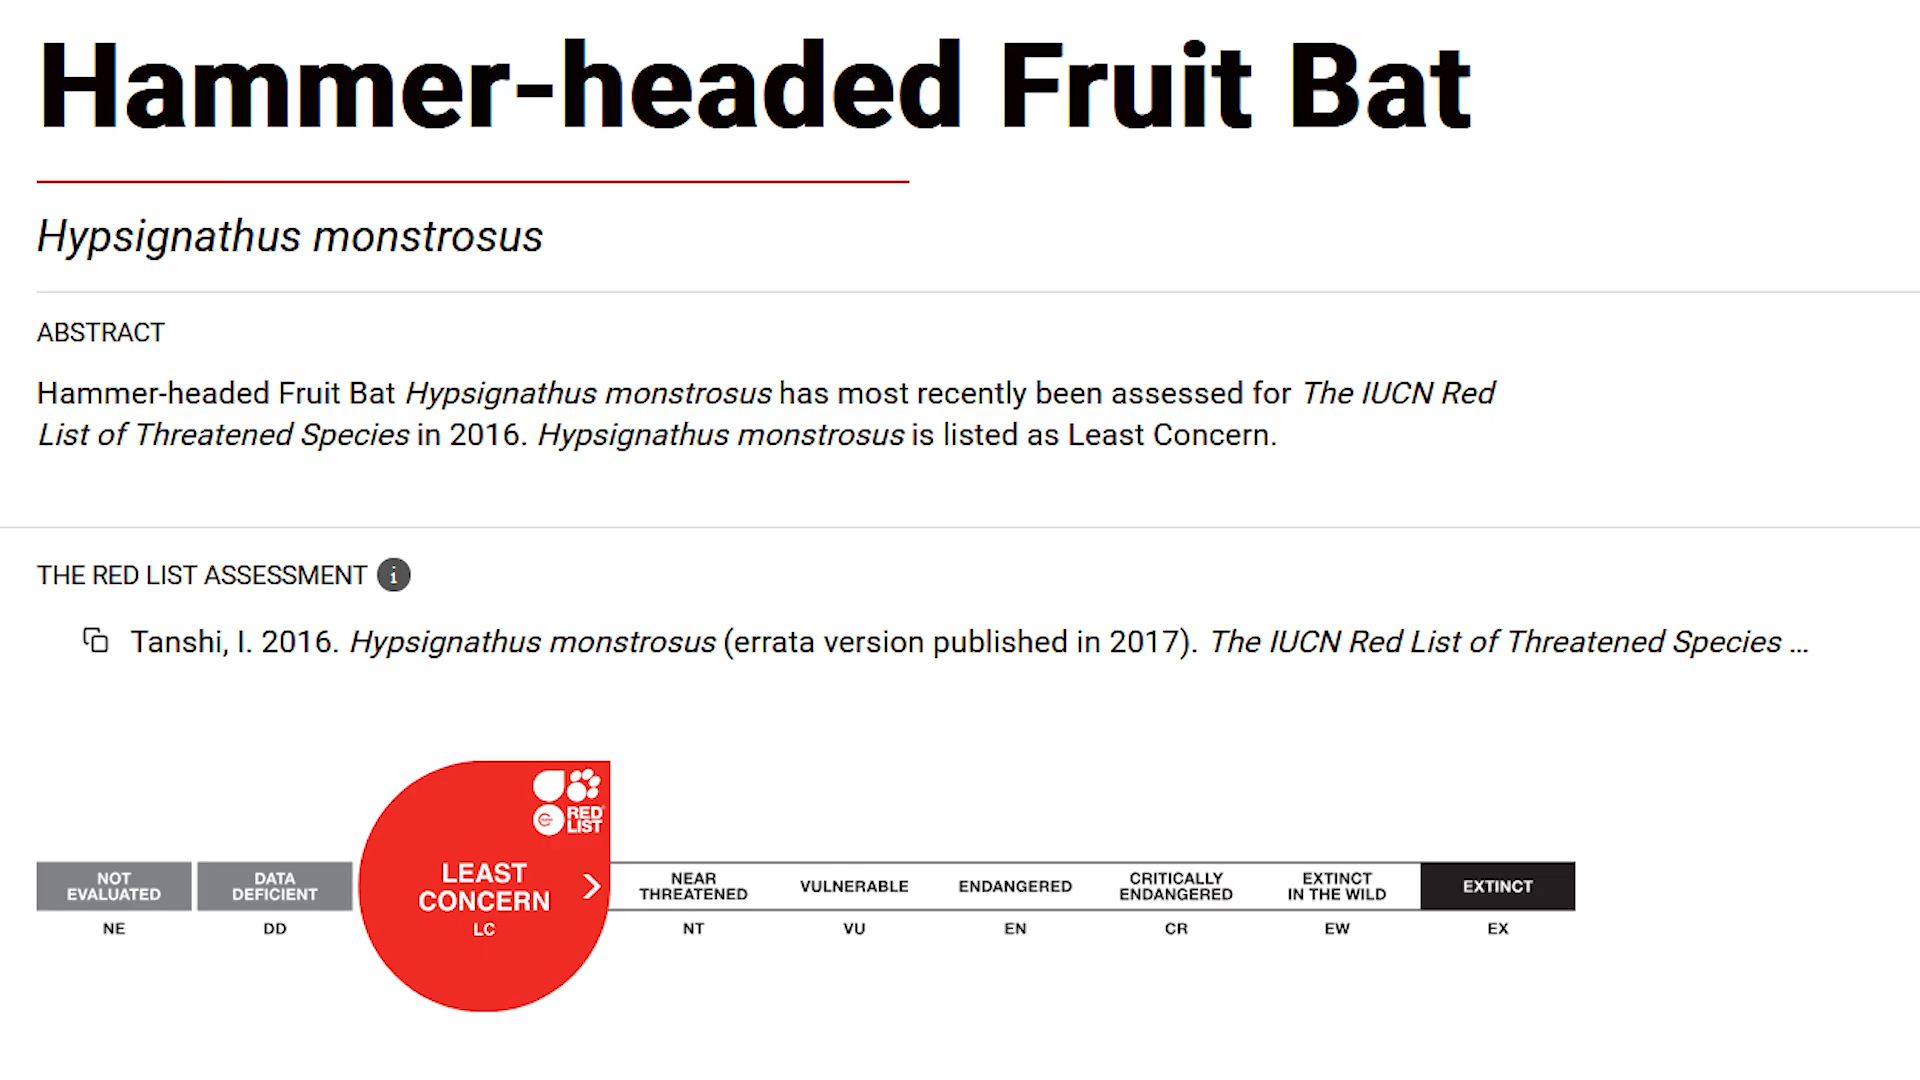 Hammer-headed Fruit Bat
Hypsignathus monstrosus
ABSTRACT
Hammer-headed Fruit Bat Hypsignathus monstrosus has most recently been assessed for The IUCN Red
List of Threatened Species in 2016. Hypsignathus monstrosus is listed as Least Concern.
THE RED LIST ASSESSMENT i
Tanshi, I. 2016. Hypsignathus monstrosus (errata version published in 2017). The IUCN Red List of Threatened Species ...
RED
LIST
NOT
EVALUATED
NE
DATA
DEFICIENT
DD
LEAST
CONCERN
LC
NEAR
THREATENED
NT
VULNERABLE
VU
ENDANGERED
EN
CRITICALLY
ENDANGERED
CR
EXTINCT
IN THE WILD
EW
EXTINCT
EX